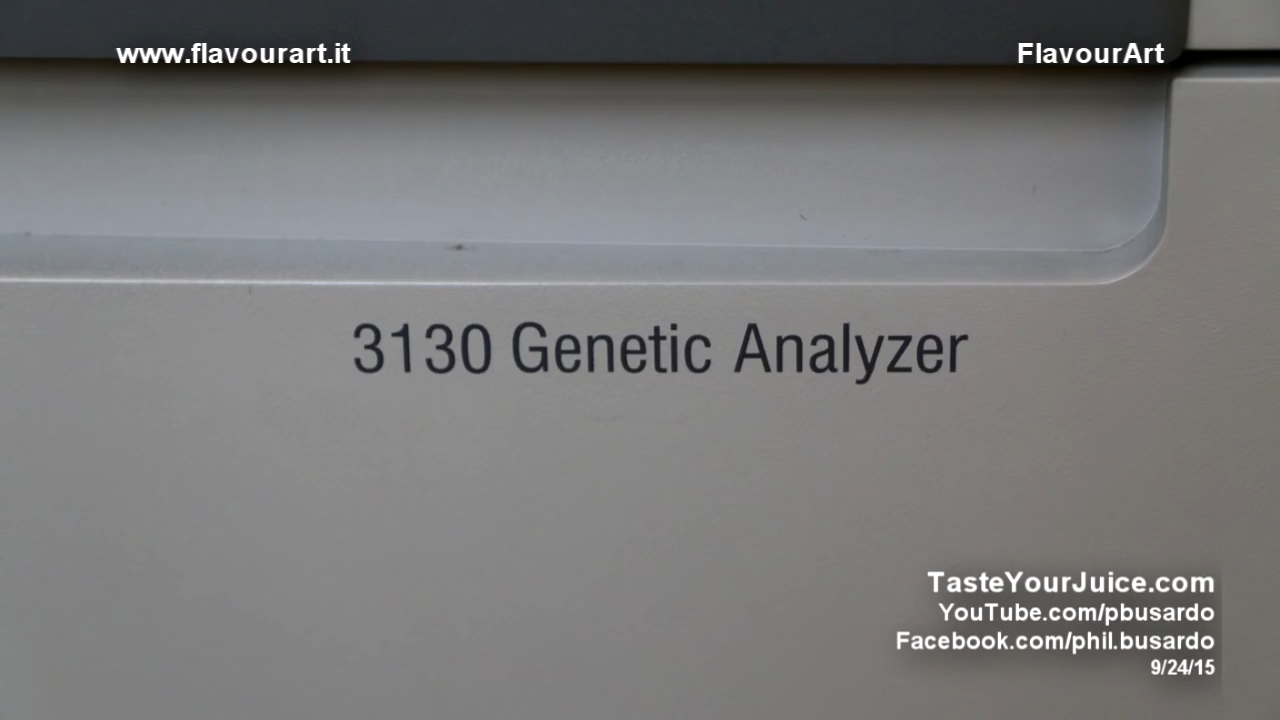 www.flavourart.it
FlavourArt
3130 Genetic Analyzer
TasteYourJuice.com
YouTube.com/pbusardo
Facebook.com/phil.busardo
9/24/15